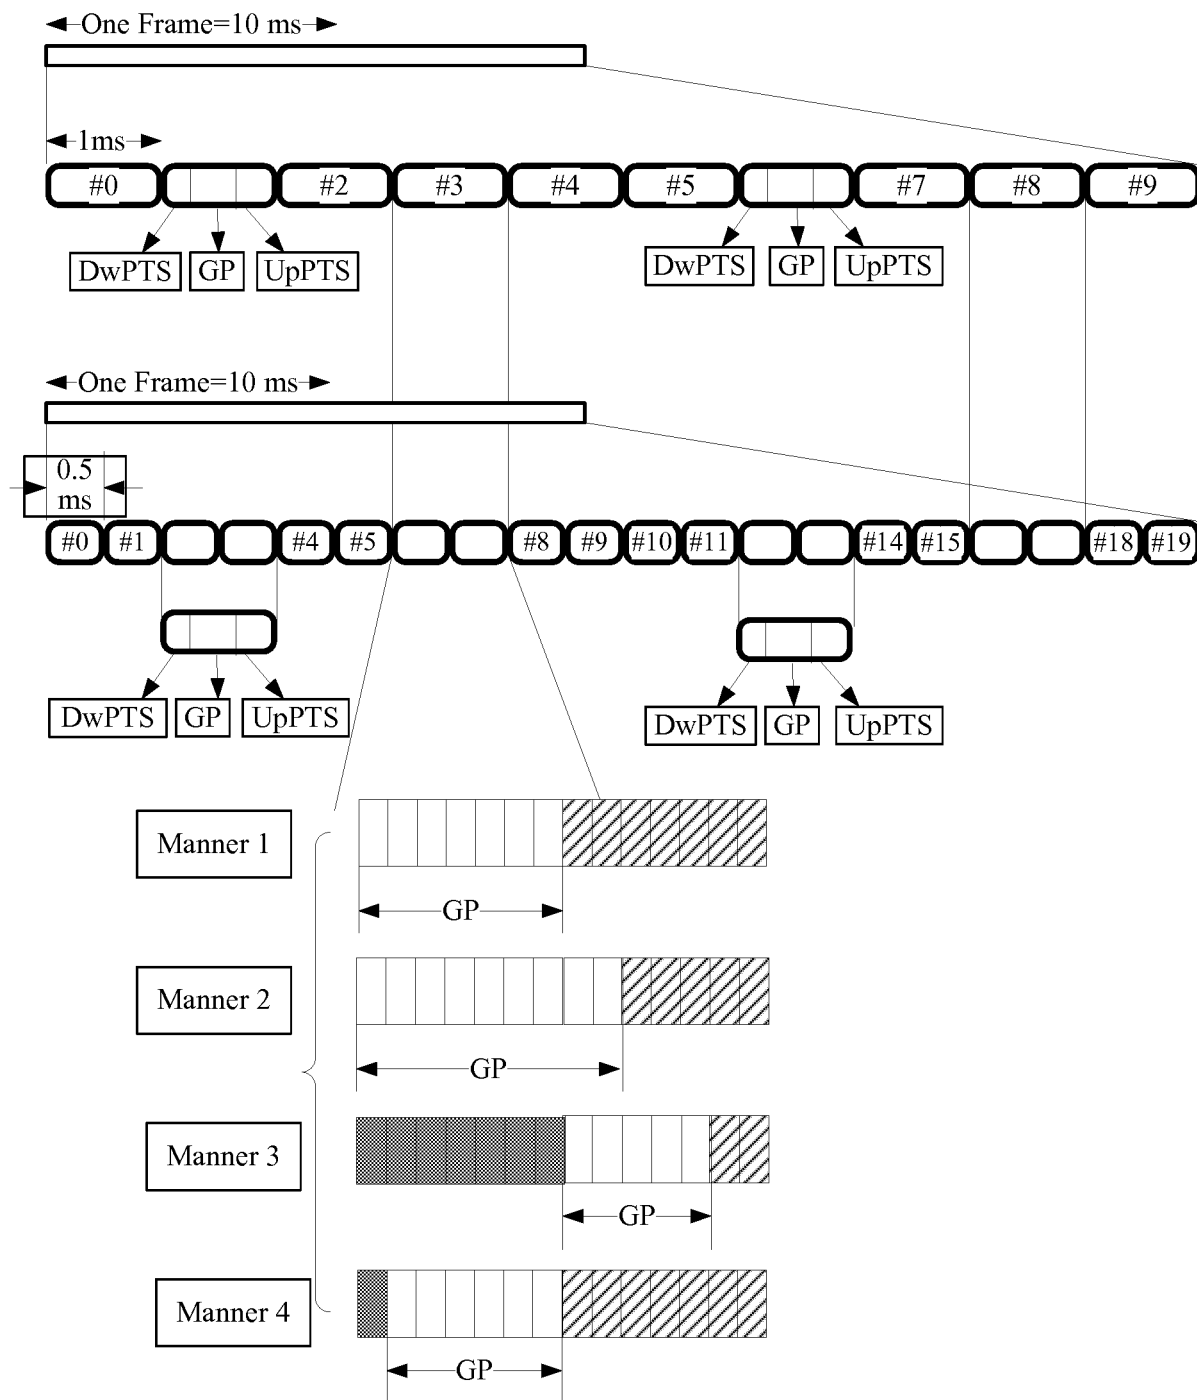 One Frame=10 ms
1ms
#0 #2 #3 #4 #5 #7 #8 #9
DwPTS GP UpPTS DwPTS GP UpPTS
One Frame=10 ms
0.5
ms
#0 #1 #4 #5 #8 #9 #10 #11 #14 #15 #18 #19
DwPTS GP UpPTS DwPTS GP UpPTS
Manner 1
GP
Manner 2
GP
Manner 3
GP
Manner 4
GP